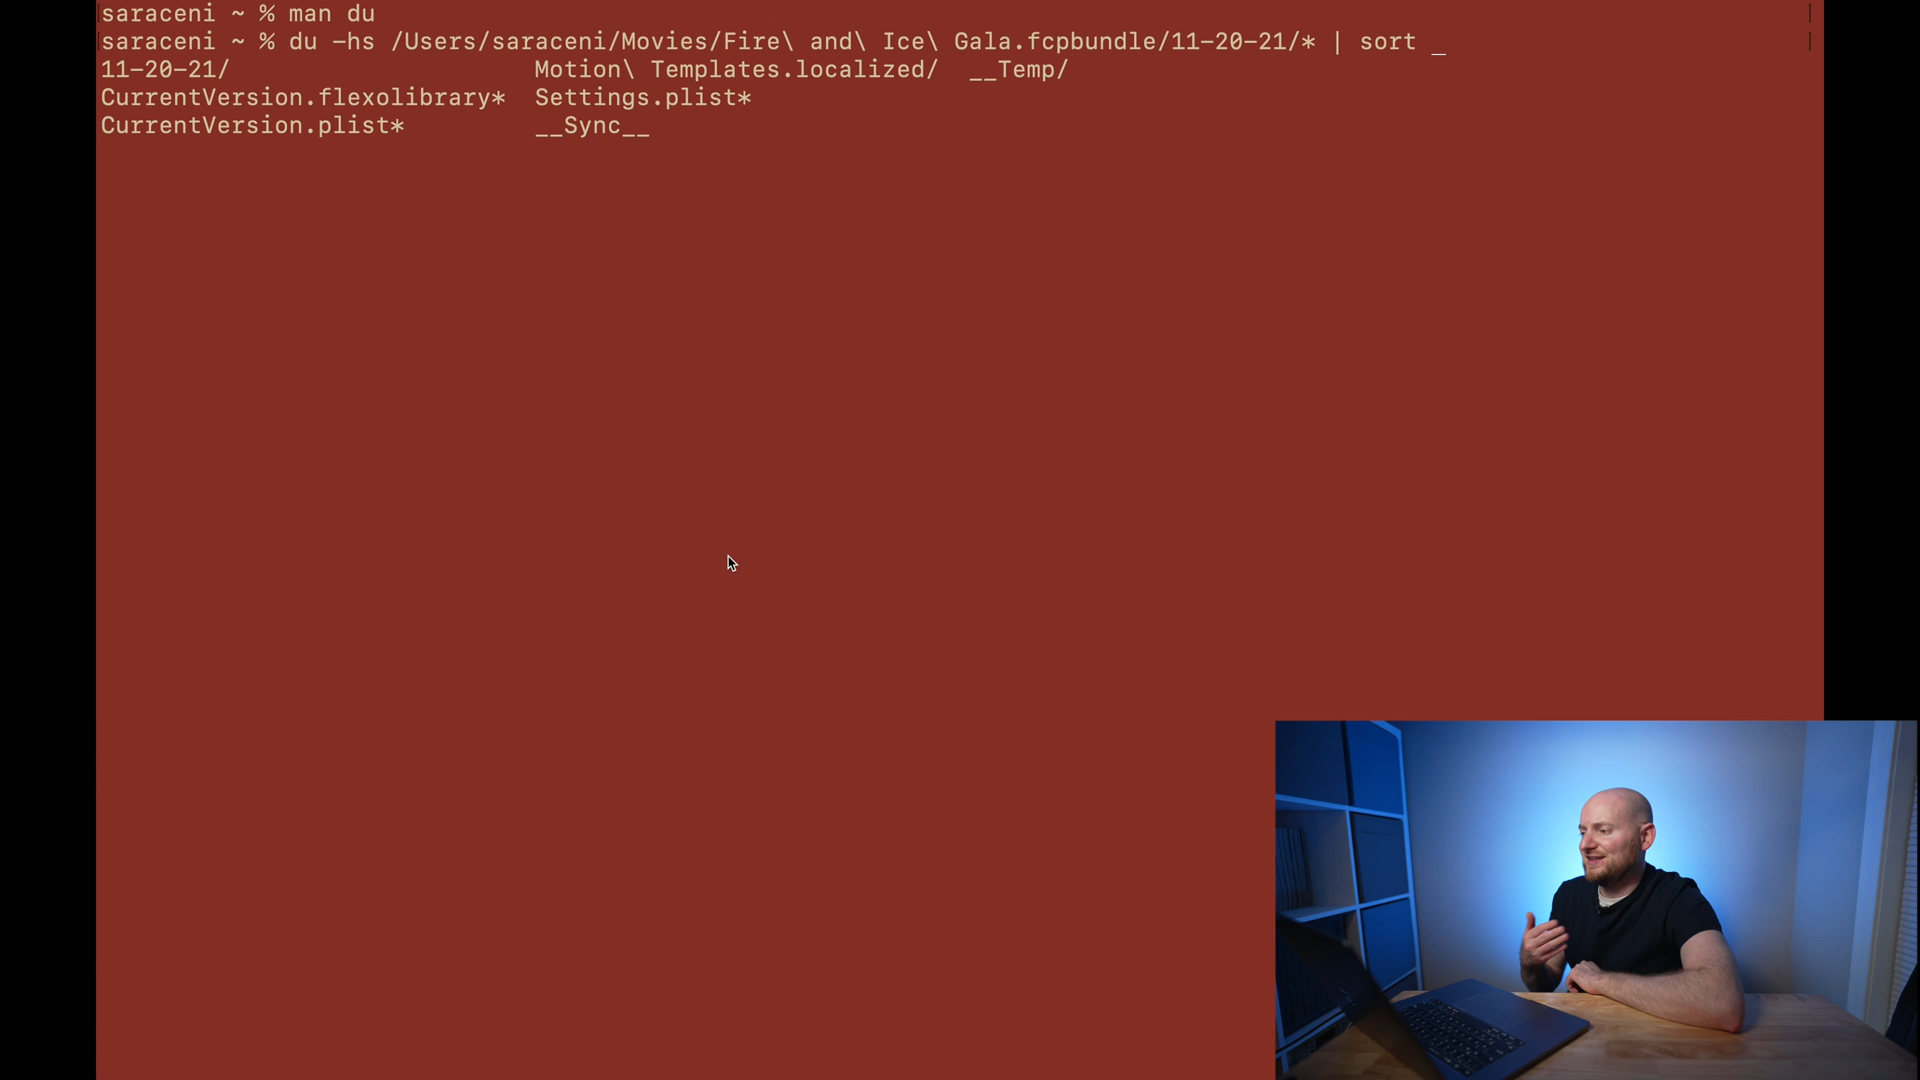 saraceni ~ % man du
saraceni ~ % du -hs /Users/saraceni/Movies/Fire\ and\ Ice\ Gala.fcpbundle/11-20-21/* | sort _
11-20-21/ Motion\ Templates.localized/ __Temp/
CurrentVersion.flexolibrary* Settings.plist*
CurrentVersion.plist* __Sync__